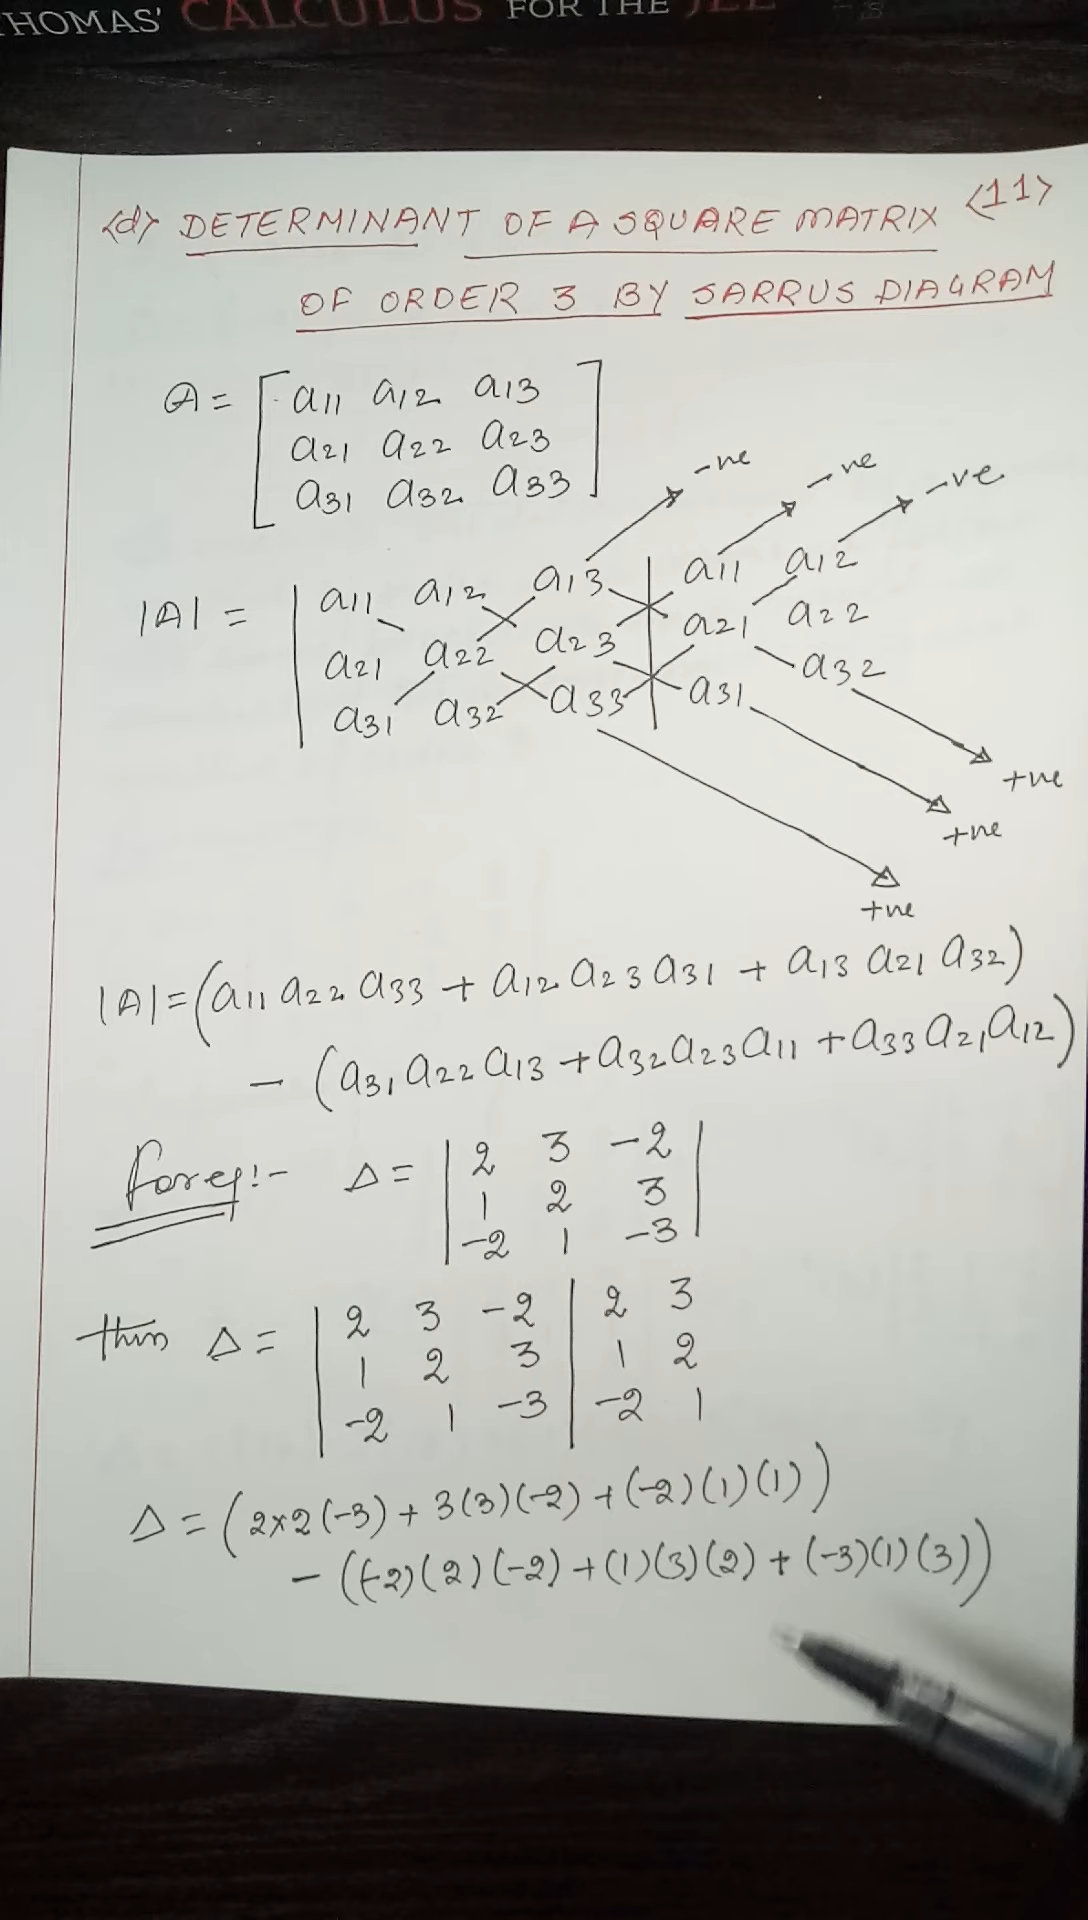 THOMAS' CALCULUS FOR THE JEE
<d> DETERMINANT OF A SQUARE MATRIX <11>
OF ORDER 3 BY SARRUS DIAGRAM
A = [ a11 a12 a13
a21 a22 a23
a31 a32 a33 ]
-ve -ve -ve
|A| = | a11 a12 a13 | a11 a12
a21 a22 a23 | a21 a22
a31 a32 a33 | a31 a32
+ve
+ve
+ve
|A| = (a11 a22 a33 + a12 a23 a31 + a13 a21 a32)
- (a31 a22 a13 + a32 a23 a11 + a33 a21 a12)
For eg:- Δ = | 2 3 -2 |
1 2 3
-2 1 -3
then Δ = | 2 3 -2 | 2 3
1 2 3 | 1 2
-2 1 -3 | -2 1
Δ = (2×2(-3) + 3(3)(-2) + (-2)(1)(1))
- ((-2)(2)(-2) + (1)(3)(2) + (-3)(1)(3))